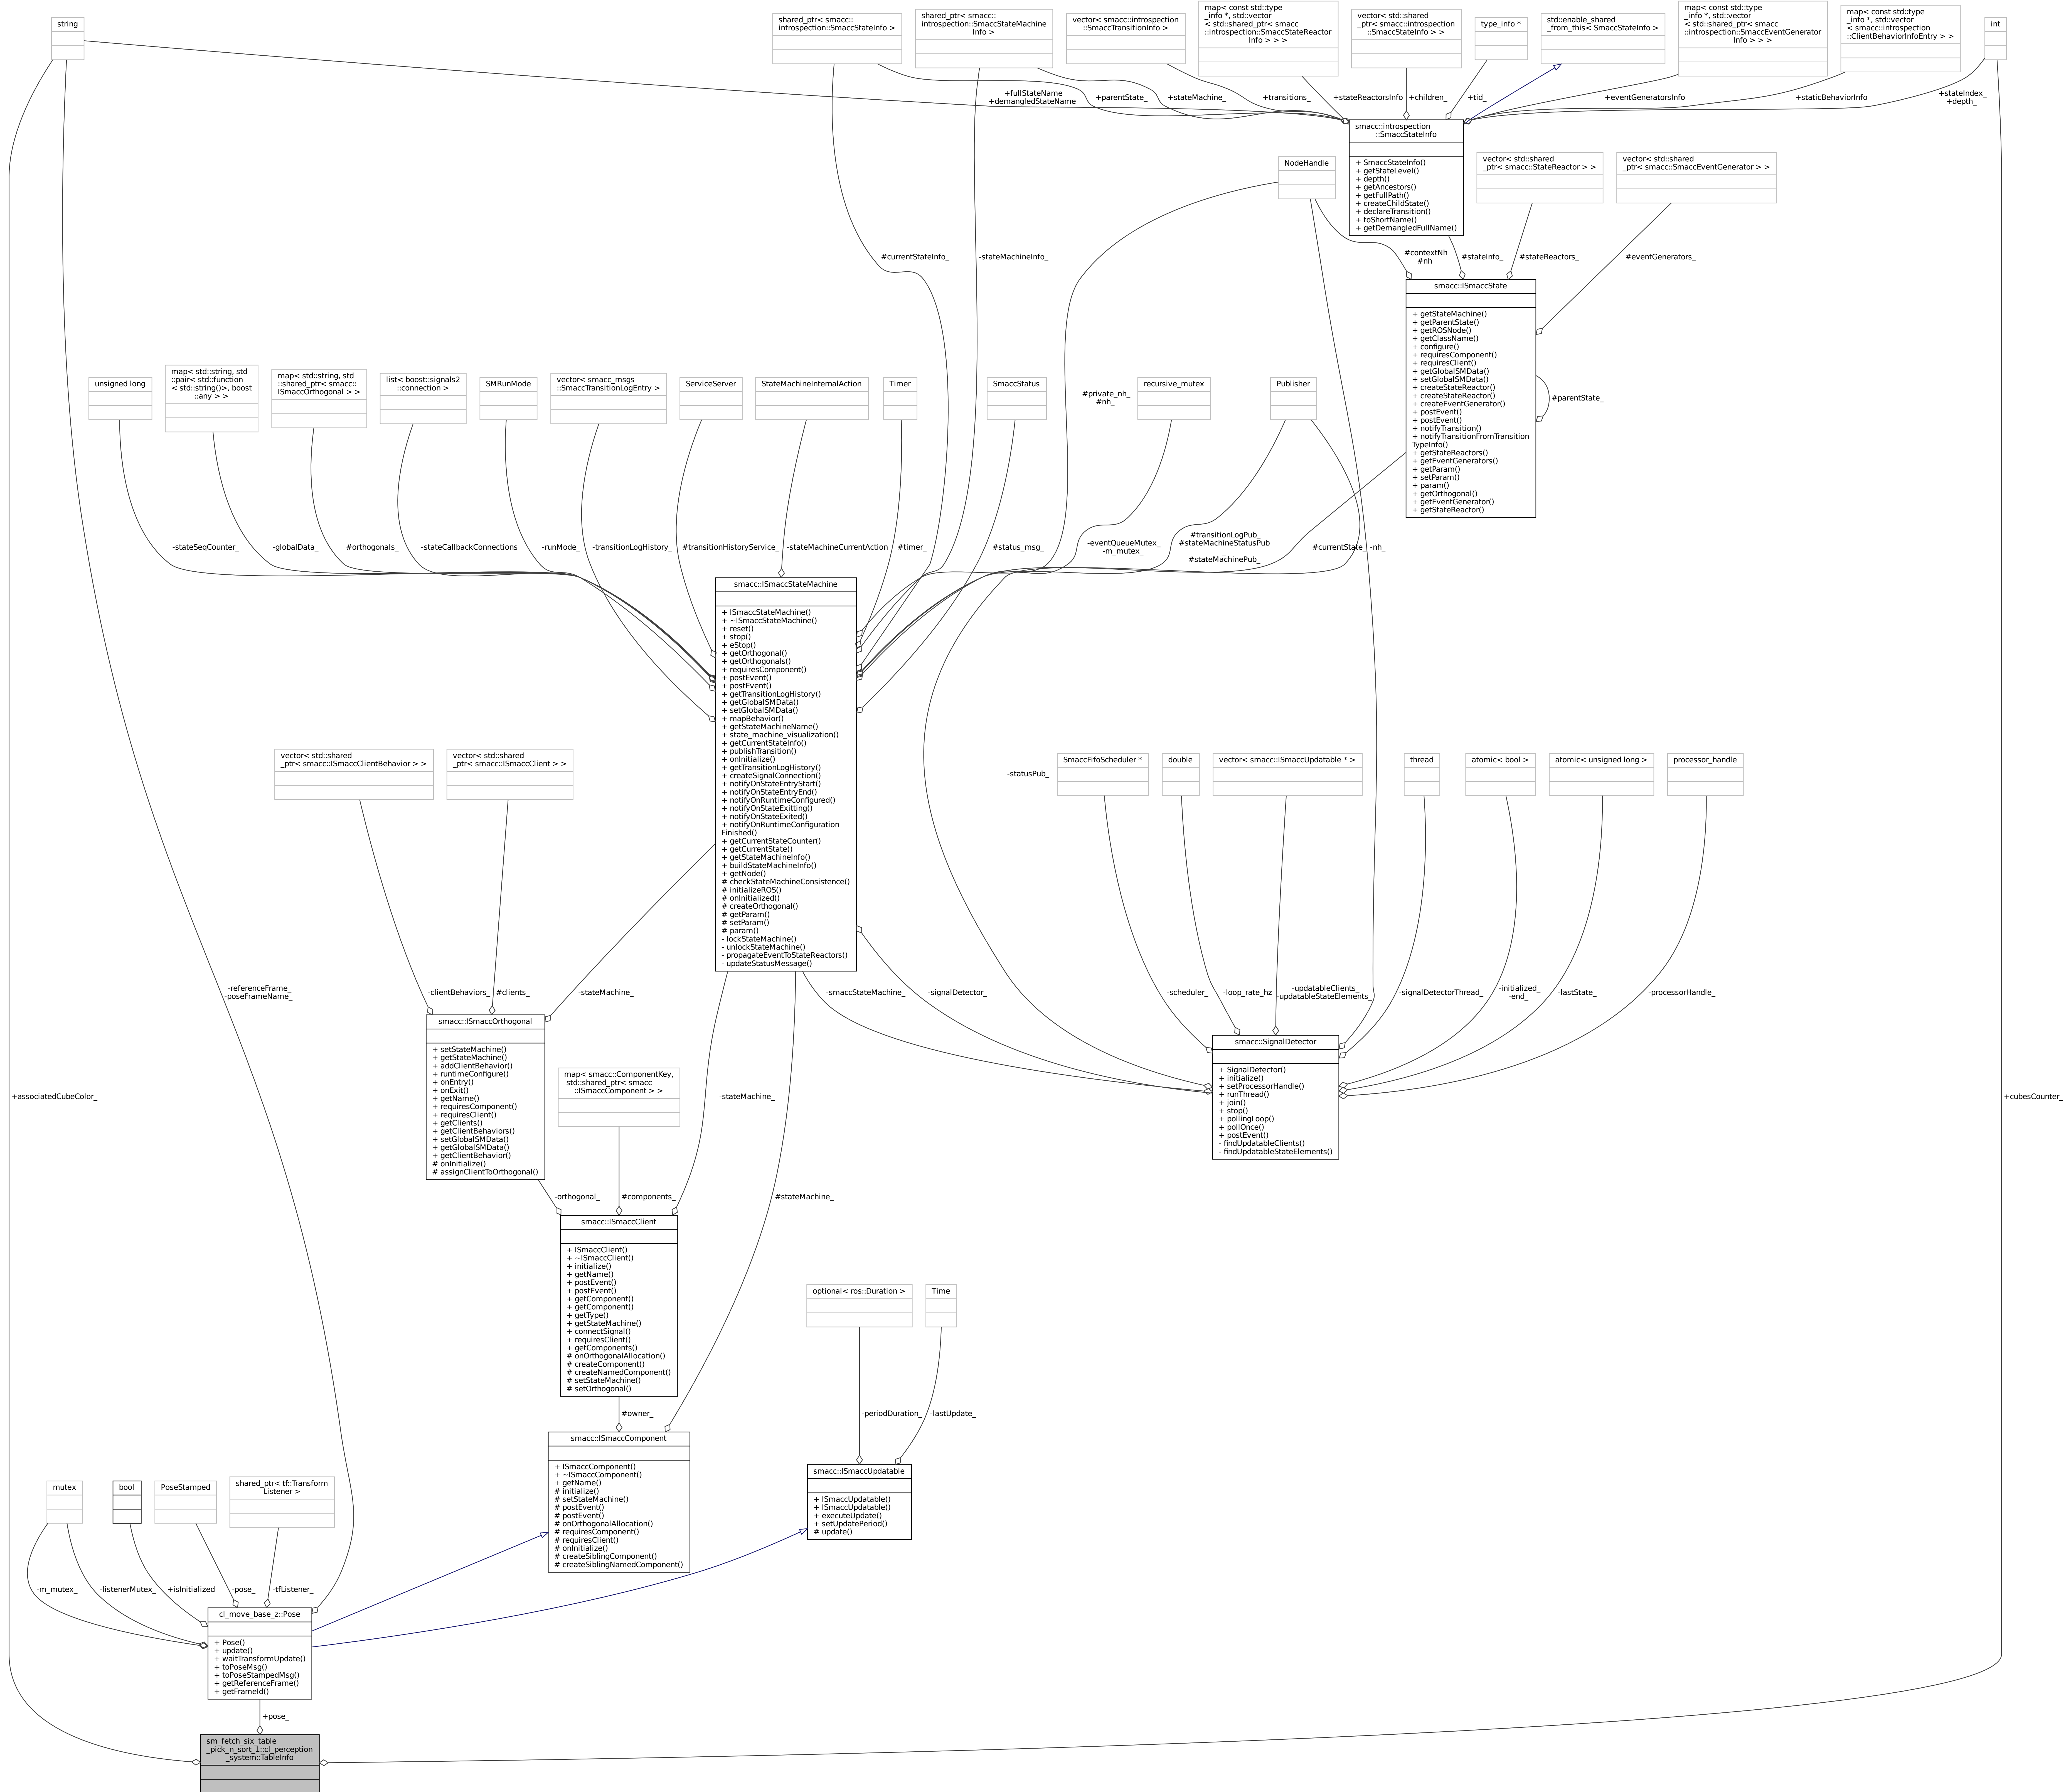 string
shared_ptr< smacc::
introspection::SmaccStateInfo >
shared_ptr< smacc::
introspection::SmaccStateMachine
Info >
vector< smacc::introspection
::SmaccTransitionInfo >
map< const std::type
_info *, std::vector
< std::shared_ptr< smacc
::introspection::SmaccStateReactor
Info > > >
vector< std::shared
_ptr< smacc::introspection
::SmaccStateInfo > >
type_info *
std::enable_shared
_from_this< SmaccStateInfo >
map< const std::type
_info *, std::vector
< std::shared_ptr< smacc
::introspection::SmaccEventGenerator
Info > > >
map< const std::type
_info *, std::vector
< smacc::introspection
::ClientBehaviorInfoEntry > >
int
+fullStateName
+demangledStateName
+parentState_
+stateMachine_
+transitions_
+stateReactorsInfo
+children_
+tid_
+eventGeneratorsInfo
+staticBehaviorInfo
+stateIndex_
+depth_
smacc::introspection
::SmaccStateInfo
+ SmaccStateInfo()
+ getStateLevel()
+ depth()
+ getAncestors()
+ getFullPath()
+ createChildState()
+ declareTransition()
+ toShortName()
+ getDemangledFullName()
NodeHandle
vector< std::shared
_ptr< smacc::StateReactor > >
vector< std::shared
_ptr< smacc::SmaccEventGenerator > >
#currentStateInfo_
-stateMachineInfo_
#contextNh
#nh
#stateInfo_
#stateReactors_
#eventGenerators_
smacc::ISmaccState
+ getStateMachine()
+ getParentState()
+ getROSNode()
+ getClassName()
+ configure()
+ requiresComponent()
+ requiresClient()
+ getGlobalSMData()
+ setGlobalSMData()
+ createStateReactor()
+ createStateReactor()
+ createEventGenerator()
+ postEvent()
+ postEvent()
+ notifyTransition()
+ notifyTransitionFromTransition
TypeInfo()
+ getStateReactors()
+ getEventGenerators()
+ getParam()
+ setParam()
+ param()
+ getOrthogonal()
+ getEventGenerator()
+ getStateReactor()
#parentState_
unsigned long
map< std::string, std
::pair< std::function
< std::string()>, boost
::any > >
map< std::string, std
::shared_ptr< smacc::
ISmaccOrthogonal > >
list< boost::signals2
::connection >
SMRunMode
vector< smacc_msgs
::SmaccTransitionLogEntry >
ServiceServer
StateMachineInternalAction
Timer
SmaccStatus
#private_nh_
#nh_
recursive_mutex
Publisher
-stateSeqCounter_
-globalData_
#orthogonals_
-stateCallbackConnections
-runMode_
-transitionLogHistory_
#transitionHistoryService_
-stateMachineCurrentAction
#timer_
#status_msg_
-eventQueueMutex_
-m_mutex_
#transitionLogPub_
#stateMachineStatusPub
_
#stateMachinePub_
#currentState_
-nh_
smacc::ISmaccStateMachine
+ ISmaccStateMachine()
+ ~ISmaccStateMachine()
+ reset()
+ stop()
+ eStop()
+ getOrthogonal()
+ getOrthogonals()
+ requiresComponent()
+ postEvent()
+ postEvent()
+ getTransitionLogHistory()
+ getGlobalSMData()
+ setGlobalSMData()
+ mapBehavior()
+ getStateMachineName()
+ state_machine_visualization()
+ getCurrentStateInfo()
+ publishTransition()
+ onInitialize()
+ getTransitionLogHistory()
+ createSignalConnection()
+ notifyOnStateEntryStart()
+ notifyOnStateEntryEnd()
+ notifyOnRuntimeConfigured()
+ notifyOnStateExitting()
+ notifyOnStateExited()
+ notifyOnRuntimeConfiguration
Finished()
+ getCurrentStateCounter()
+ getCurrentState()
+ getStateMachineInfo()
+ buildStateMachineInfo()
+ getNode()
# checkStateMachineConsistence()
# initializeROS()
# onInitialized()
# createOrthogonal()
# getParam()
# setParam()
# param()
- lockStateMachine()
- unlockStateMachine()
- propagateEventToStateReactors()
- updateStatusMessage()
vector< std::shared
_ptr< smacc::ISmaccClientBehavior > >
vector< std::shared
_ptr< smacc::ISmaccClient > >
-statusPub_
SmaccFifoScheduler *
double
vector< smacc::ISmaccUpdatable * >
thread
atomic< bool >
atomic< unsigned long >
processor_handle
-referenceFrame_
-poseFrameName_
-clientBehaviors_
#clients_
-stateMachine_
-smaccStateMachine_
-signalDetector_
-scheduler_
-loop_rate_hz
-updatableClients_
-updatableStateElements_
-signalDetectorThread_
-initialized_
-end_
-lastState_
-processorHandle_
smacc::ISmaccOrthogonal
+ setStateMachine()
+ getStateMachine()
+ addClientBehavior()
+ runtimeConfigure()
+ onEntry()
+ onExit()
+ getName()
+ requiresComponent()
+ requiresClient()
+ getClients()
+ getClientBehaviors()
+ setGlobalSMData()
+ getGlobalSMData()
+ getClientBehavior()
# onInitialize()
# assignClientToOrthogonal()
smacc::SignalDetector
+ SignalDetector()
+ initialize()
+ setProcessorHandle()
+ runThread()
+ join()
+ stop()
+ pollingLoop()
+ pollOnce()
+ postEvent()
- findUpdatableClients()
- findUpdatableStateElements()
map< smacc::ComponentKey,
std::shared_ptr< smacc
::ISmaccComponent > >
+associatedCubeColor_
-stateMachine_
+cubesCounter_
-orthogonal_
#components_
#stateMachine_
smacc::ISmaccClient
+ ISmaccClient()
+ ~ISmaccClient()
+ initialize()
+ getName()
+ postEvent()
+ postEvent()
+ getComponent()
+ getComponent()
+ getType()
+ getStateMachine()
+ connectSignal()
+ requiresClient()
+ getComponents()
# onOrthogonalAllocation()
# createComponent()
# createNamedComponent()
# setStateMachine()
# setOrthogonal()
optional< ros::Duration >
Time
#owner_
-periodDuration_
-lastUpdate_
smacc::ISmaccComponent
+ ISmaccComponent()
+ ~ISmaccComponent()
+ getName()
# initialize()
# setStateMachine()
# postEvent()
# postEvent()
# onOrthogonalAllocation()
# requiresComponent()
# requiresClient()
# onInitialize()
# createSiblingComponent()
# createSiblingNamedComponent()
smacc::ISmaccUpdatable
+ ISmaccUpdatable()
+ ISmaccUpdatable()
+ executeUpdate()
+ setUpdatePeriod()
# update()
mutex
bool
PoseStamped
shared_ptr< tf::Transform
Listener >
-m_mutex_
-listenerMutex_
+isInitialized
-pose_
-tfListener_
cl_move_base_z::Pose
+ Pose()
+ update()
+ waitTransformUpdate()
+ toPoseMsg()
+ toPoseStampedMsg()
+ getReferenceFrame()
+ getFrameId()
+pose_
sm_fetch_six_table
_pick_n_sort_1::cl_perception
_system::TableInfo